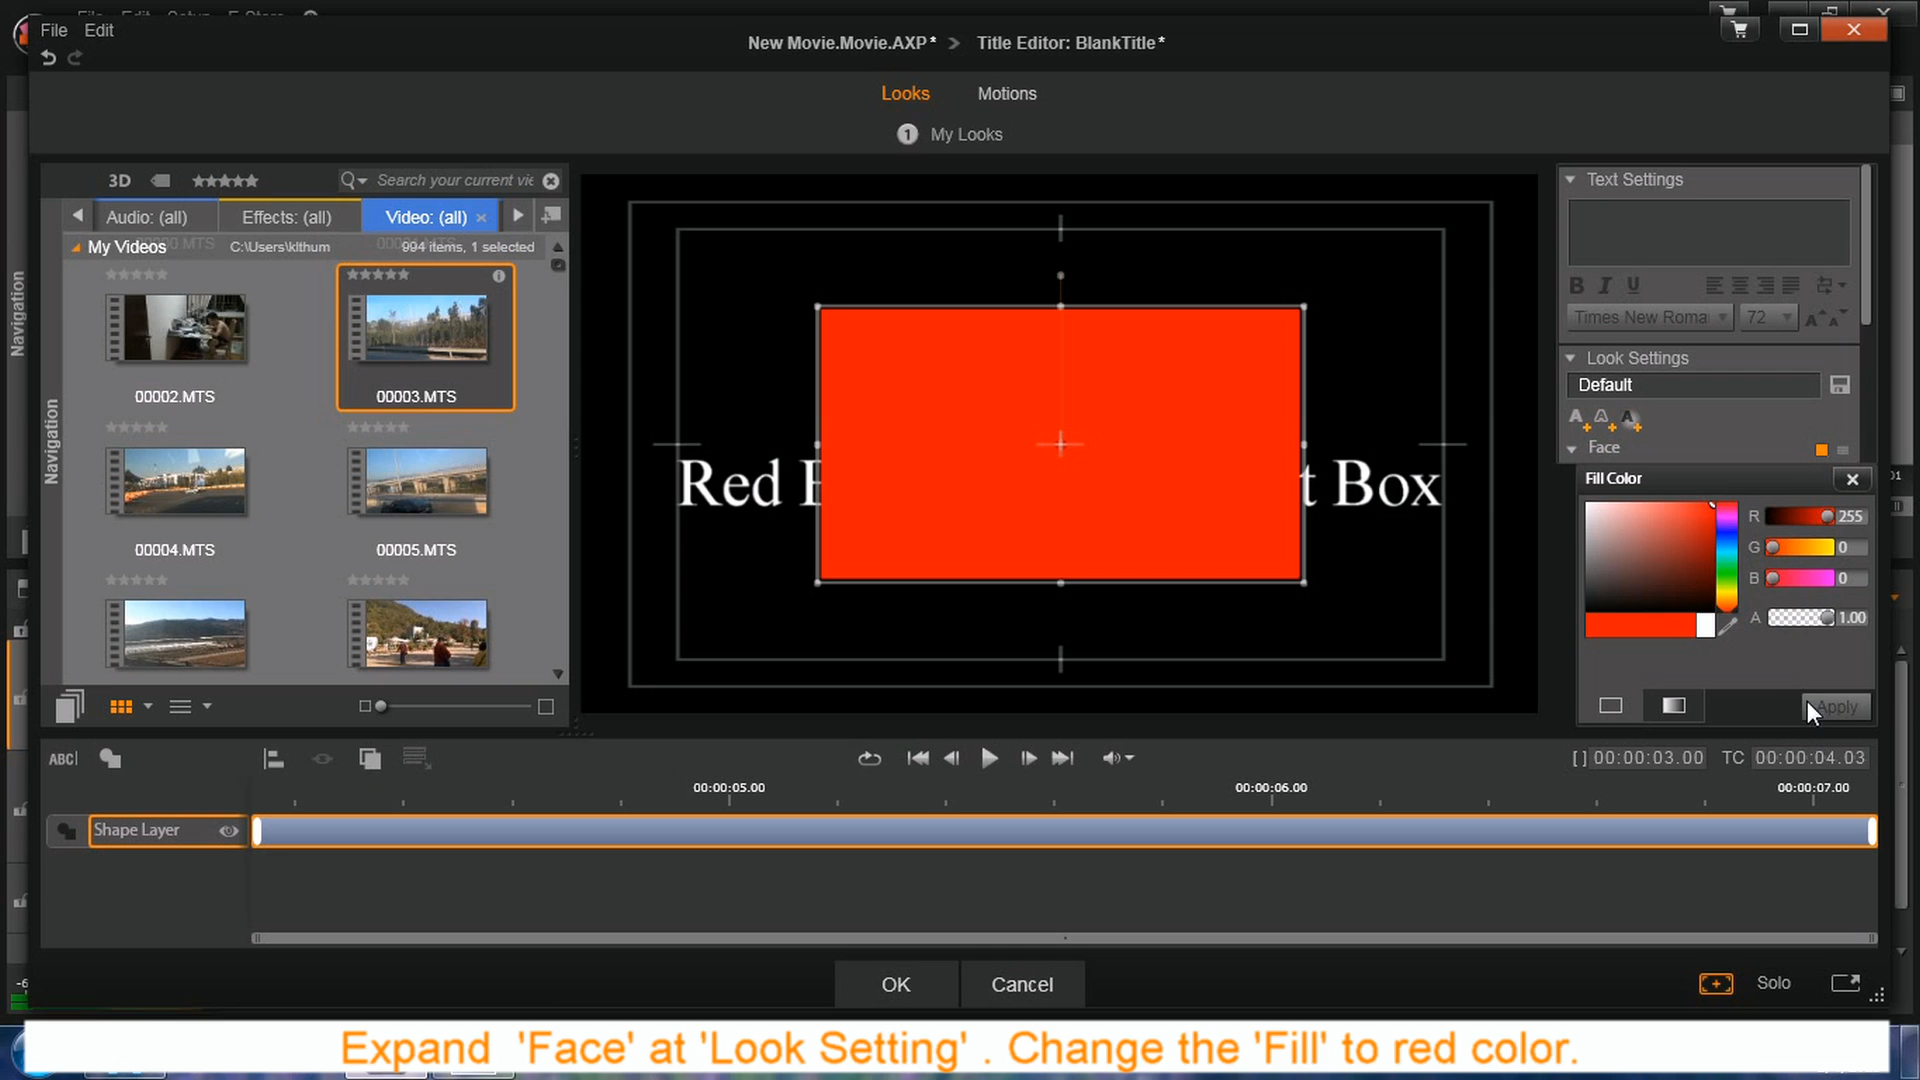 File Edit
New Movie.Movie.AXP* > Title Editor: BlankTitle*
Looks Motions
1 My Looks
3D
Search your current vie
Audio: (all) Effects: (all) Video: (all)
My Videos C:\Users\klthum 994 items, 1 selected
Navigation
Navigation
00002.MTS 00003.MTS
00004.MTS 00005.MTS
Red
t Box
Text Settings
B I U
Times New Roma 72
Look Settings
Default
Face
Fill Color
R 255
G 0
B 0
A 1.00
Apply
ABC
[ ] 00:00:03.00 TC 00:00:04.03
00:00:05.00 00:00:06.00 00:00:07.00
Shape Layer
OK Cancel
Solo
Expand 'Face' at 'Look Setting' . Change the 'Fill' to red color.